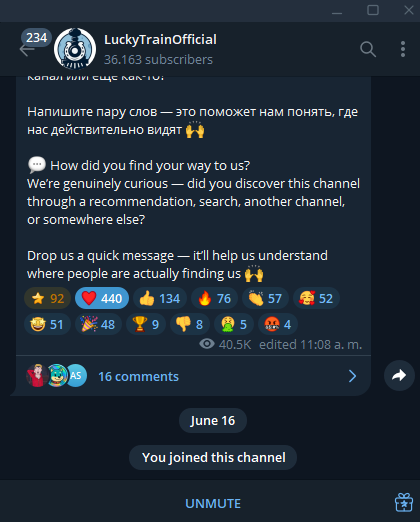 234
LuckyTrainOfficial
36.163 subscribers
канал или ещё как-то?
Напишите пару слов — это поможет нам понять, где
нас действительно видят 🙌
💬 How did you find your way to us?
We’re genuinely curious — did you discover this channel
through a recommendation, search, another channel,
or somewhere else?
Drop us a quick message — it’ll help us understand
where people are actually finding us 🙌
⭐ 92 ❤️ 440 👍 134 🔥 76 👏 57 🥰 52
🤩 51 🎉 48 🏆 9 👎 8 🤮 5 🤬 4
40.5K edited 11:08 a. m.
AS 16 comments
June 16
You joined this channel
UNMUTE